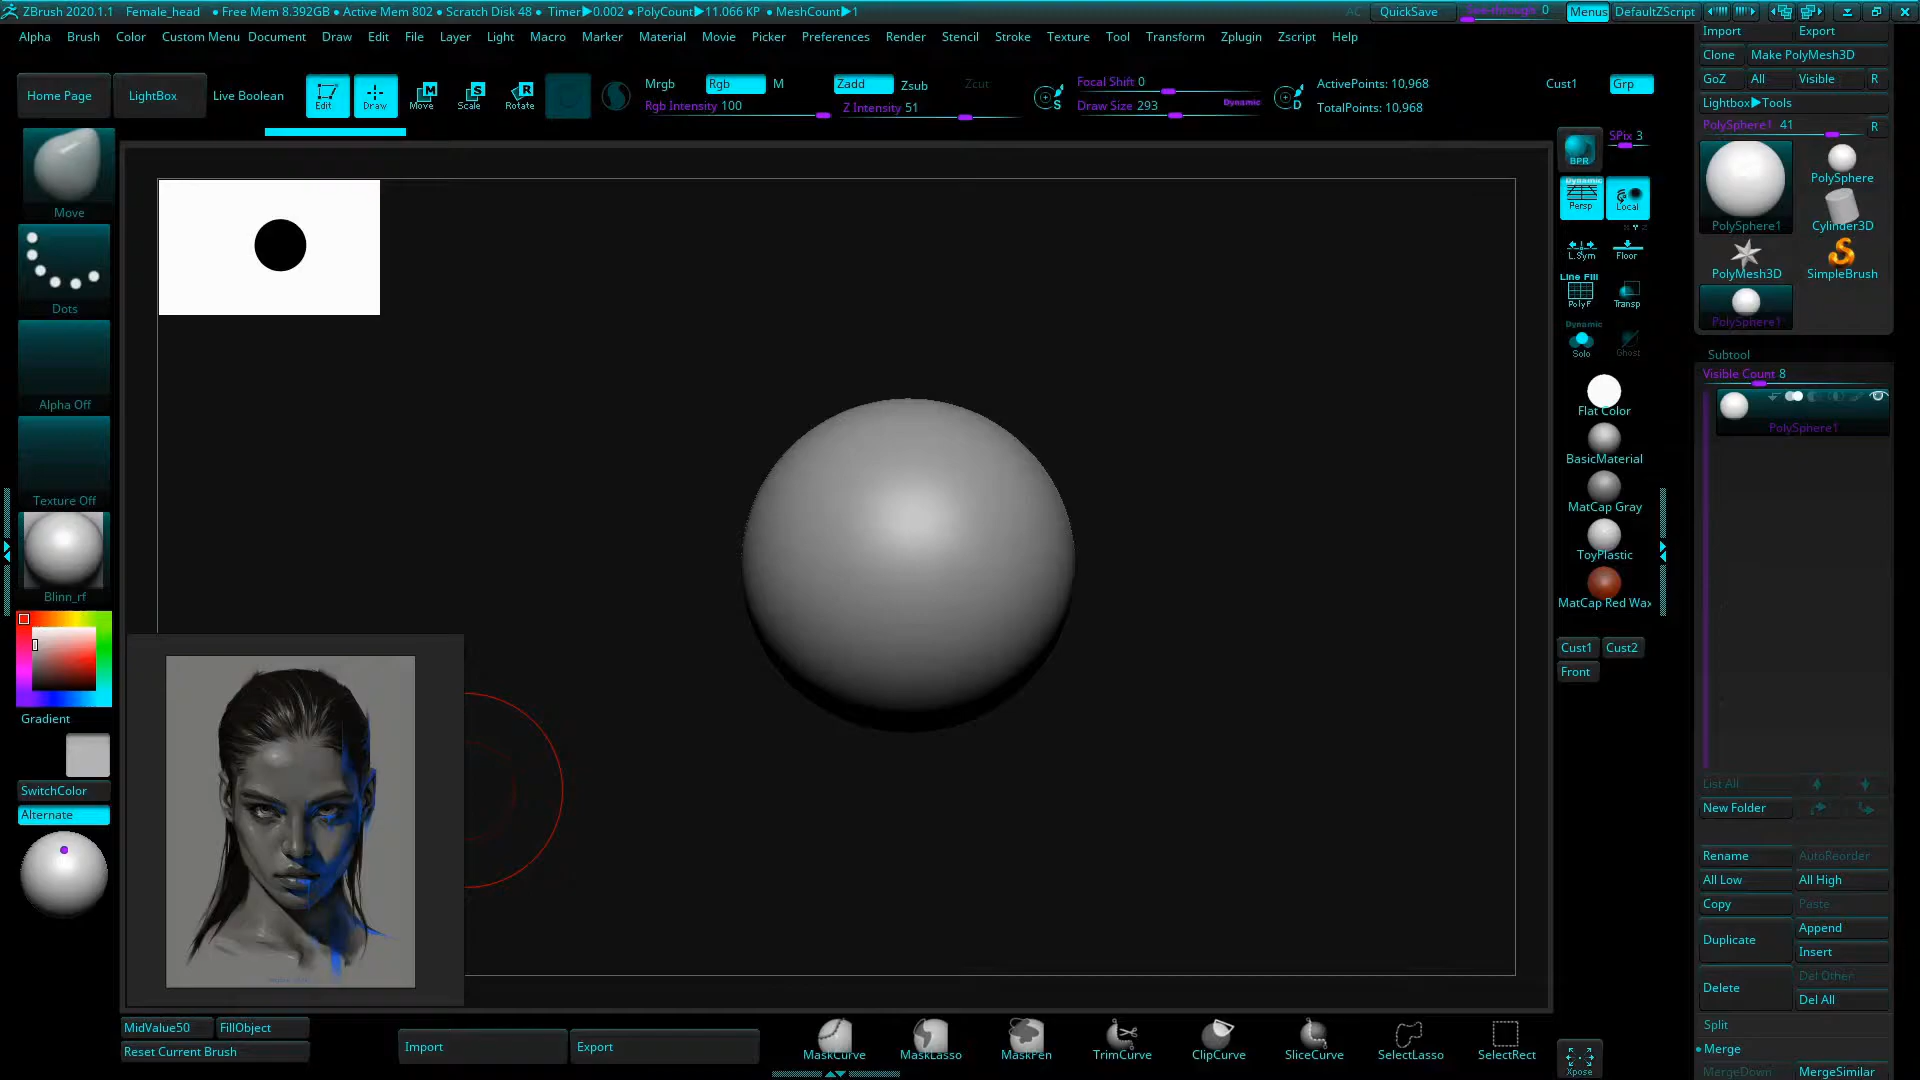 ZBrush 2020.1.1 Female_head • Free Mem 8.392GB • Active Mem 802 • Scratch Disk 48 • Timer▶0.002 • PolyCount▶11.066 KP • MeshCount▶1 AC QuickSave See-through 0 Menus DefaultZScript
Alpha Brush Color Custom Menu Document Draw Edit File Layer Light Macro Marker Material Movie Picker Preferences Render Stencil Stroke Texture Tool Transform Zplugin Zscript Help
Home Page LightBox Live Boolean Edit Draw Move Scale Rotate
Mrgb Rgb M Zadd Zsub Zcut
Rgb Intensity 100 Z Intensity 51
Focal Shift 0
Draw Size 293 Dynamic
ActivePoints: 10,968
TotalPoints: 10,968
Cust1 Grp
Import Export
Clone Make PolyMesh3D
GoZ All Visible R
Lightbox▶Tools
PolySphere1 41 R
PolySphere1
PolySphere
Cylinder3D
PolyMesh3D
SimpleBrush
PolySphere1
Subtool
Visible Count 8
PolySphere1
List All
New Folder
Rename AutoReorder
All Low All High
Copy Paste
Duplicate Append
Insert
Delete Del Other
Del All
Split
Merge
MergeDown MergeSimilar
Move
Dots
Alpha Off
Texture Off
Blinn_rf
Gradient
SwitchColor
Alternate
BPR SPix 3
Dynamic
Persp Local
L.Sym Floor
Line Fill
PolyF Transp
Dynamic
Solo Ghost
Flat Color
BasicMaterial
MatCap Gray
ToyPlastic
MatCap Red Wax
Cust1 Cust2
Front
Xpose
MidValue50 FillObject
Reset Current Brush
Import Export
MaskCurve MaskLasso MaskPen TrimCurve ClipCurve SliceCurve SelectLasso SelectRect